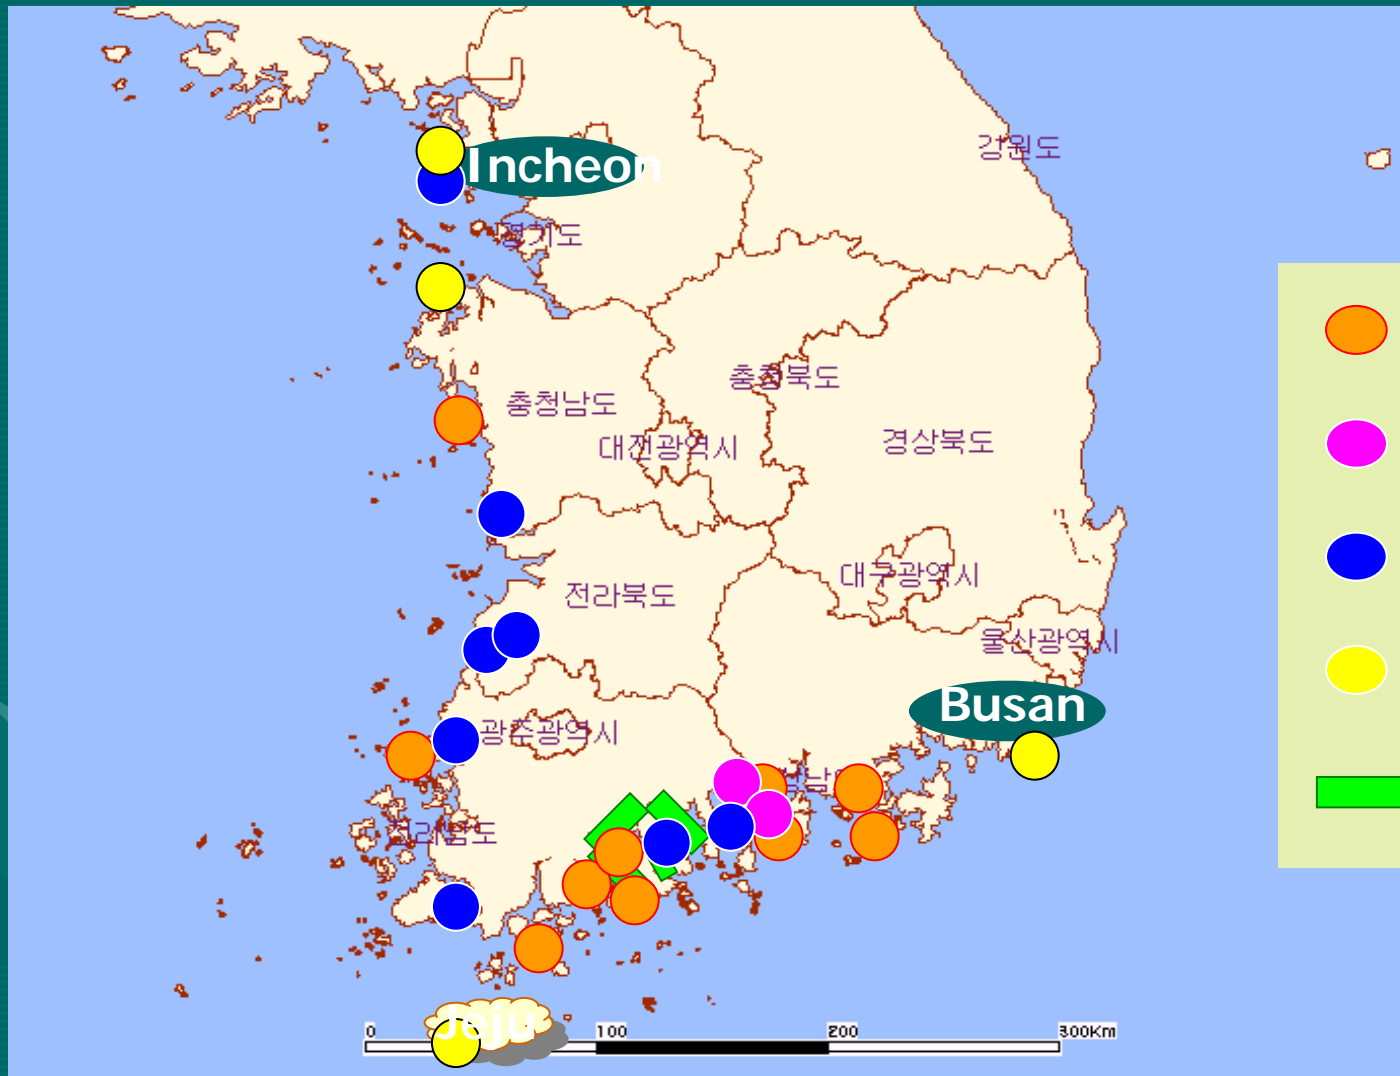 강원도
Incheon
경기도
충청북도
충청남도
대전광역시
경상북도
대구광역시
전라북도
울산광역시
Busan
광주광역시
전라남도
Jeju
0 100 200 300Km